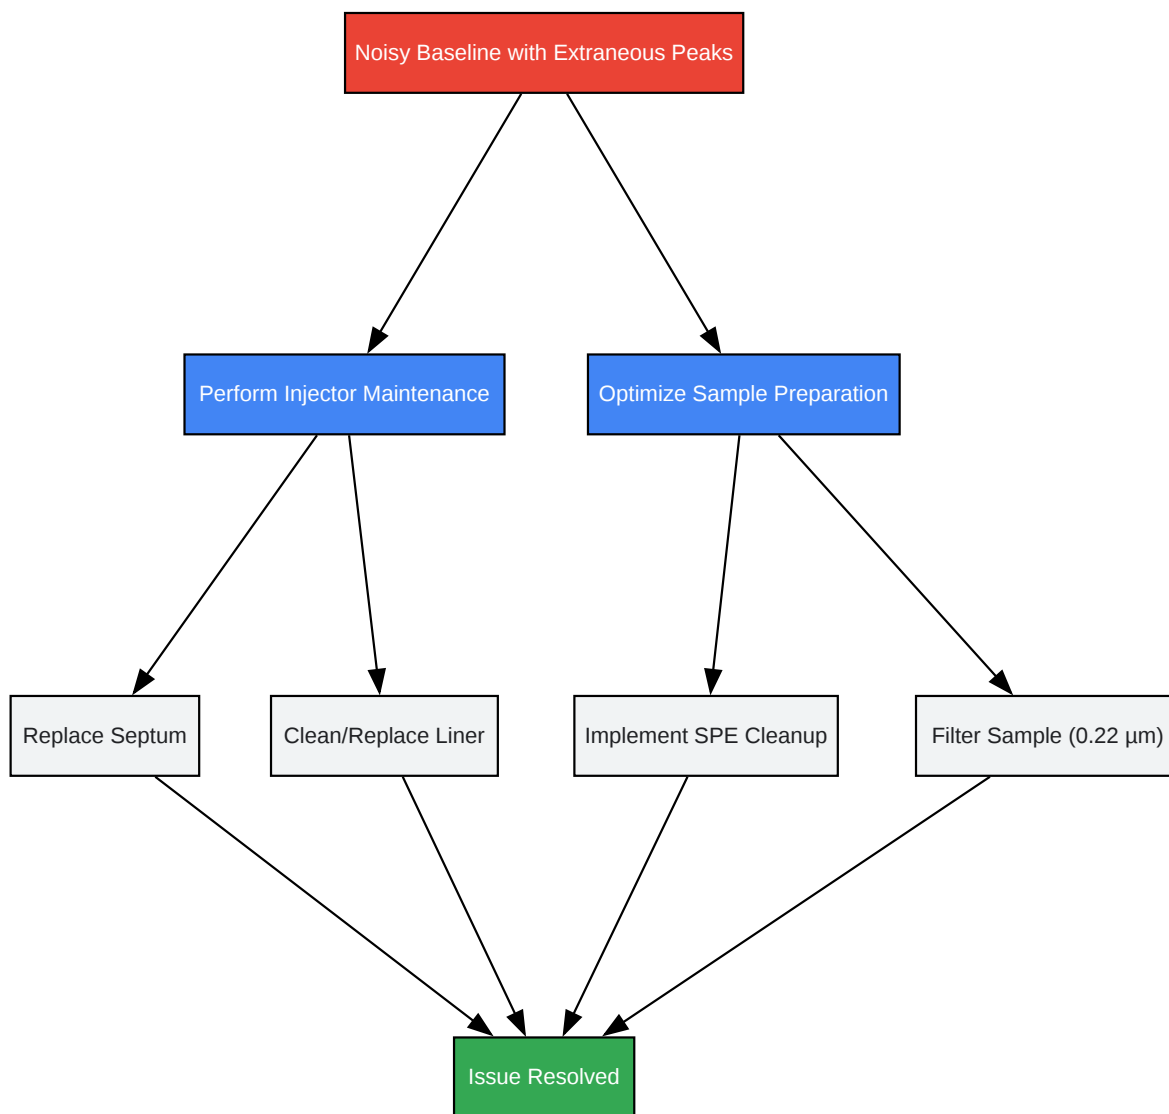 Noisy Baseline with Extraneous Peaks
Perform Injector Maintenance
Optimize Sample Preparation
Replace Septum
Clean/Replace Liner
Implement SPE Cleanup
Filter Sample (0.22 µm)
Issue Resolved